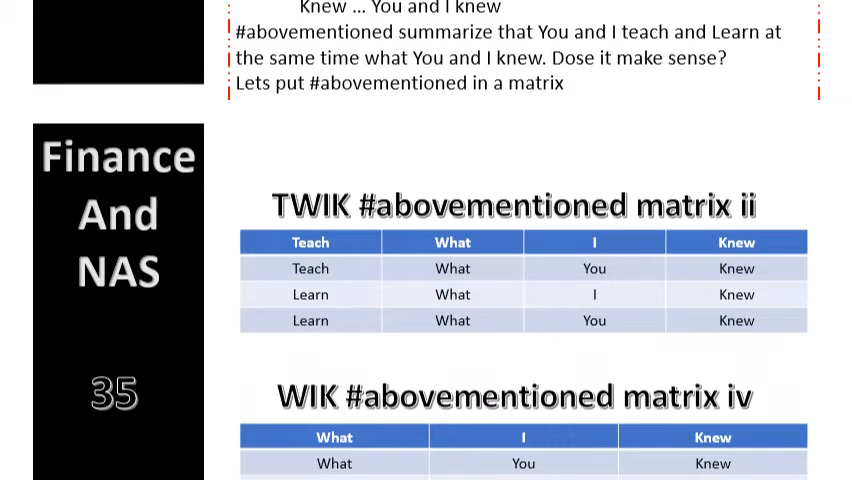 Knew ... You and I knew
#abovementioned summarize that You and I teach and Learn at
the same time what You and I knew. Dose it make sense?
Lets put #abovementioned in a matrix
Finance
And
NAS
35
TWIK #abovementioned matrix ii
Teach What I Knew
Teach What You Knew
Learn What I Knew
Learn What You Knew
WIK #abovementioned matrix iv
What I Knew
What You Knew